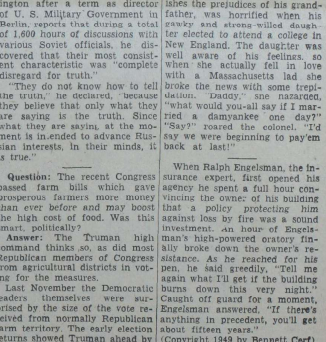 ington after a term as director
of U. S. Military Government in
Berlin, reports that during a total
of 1,600 hours of discussions with
various Soviet officials, he dis-
covered that their most consist-
ent characteristic was "complete
disregard for truth."
"They do not know how to tell
the truth," he declared, "because
they believe that only what they
are saying is the truth. Since
what they are saying, at the mo-
ment, is intended to advance Rus-
sian interests, in their minds, it
is true."
Question: The recent Congress
passed farm bills which gave
prosperous farmers more money
than ever before and may boost
the high cost of food. Was this
smart, politically?
Answer: The Truman high
command thinks so, as did most
Republican members of Congress
from agricultural districts in vot-
ing for the measures.
Last November the Democratic
leaders themselves were sur-
prised by the size of the vote re-
ceived from normally Republican
farm territory. The early election
returns showed Truman ahead by
ishes the prejudices of his grand-
father, was horrified when his
gawky and strong-willed daugh-
ter elected to attend a college in
New England. The daughter was
well aware of his feelings, so
when she actually fell in love
with a Massachusetts lad she
broke the news with some trepi-
dation. "Daddy," she nazarded,
"what would you-all say if I mar-
ried a damyankee one day?"
"Say?" roared the colonel. "I'd
say we were beginning to pay'em
back at last!"
When Ralph Engelsman, the in-
surance expert, first opened his
agency he spent a full hour con-
vincing the owner of his building
that a policy protecting him
against loss by fire was a sound
investment. An hour of Engels-
man's high-powered oratory fin-
ally broke down the owner's re-
sistance. As he reached for his
pen, he said greedily, "Tell me
again what I'll get if the building
burns down this very night."
Caught off guard for a moment,
Engelsman answered, "If there's
anything in precedent, you'll get
about fifteen years."
(Copyright 1949 by Bennett Cerf)